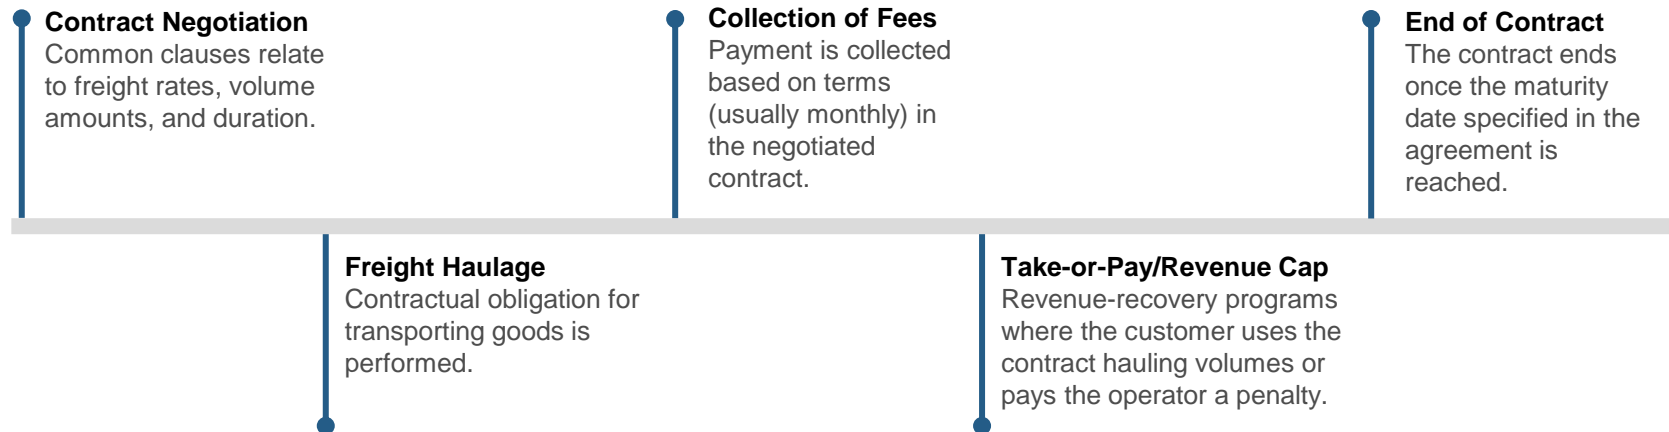 Contract Negotiation
Common clauses relate
to freight rates, volume
amounts, and duration.
Freight Haulage
Contractual obligation for
transporting goods is
performed.
Collection of Fees
Payment is collected
based on terms
(usually monthly) in
the negotiated
contract.
Take-or-Pay/Revenue Cap
Revenue-recovery programs
where the customer uses the
contract hauling volumes or
pays the operator a penalty.
End of Contract
The contract ends
once the maturity
date specified in the
agreement is
reached.